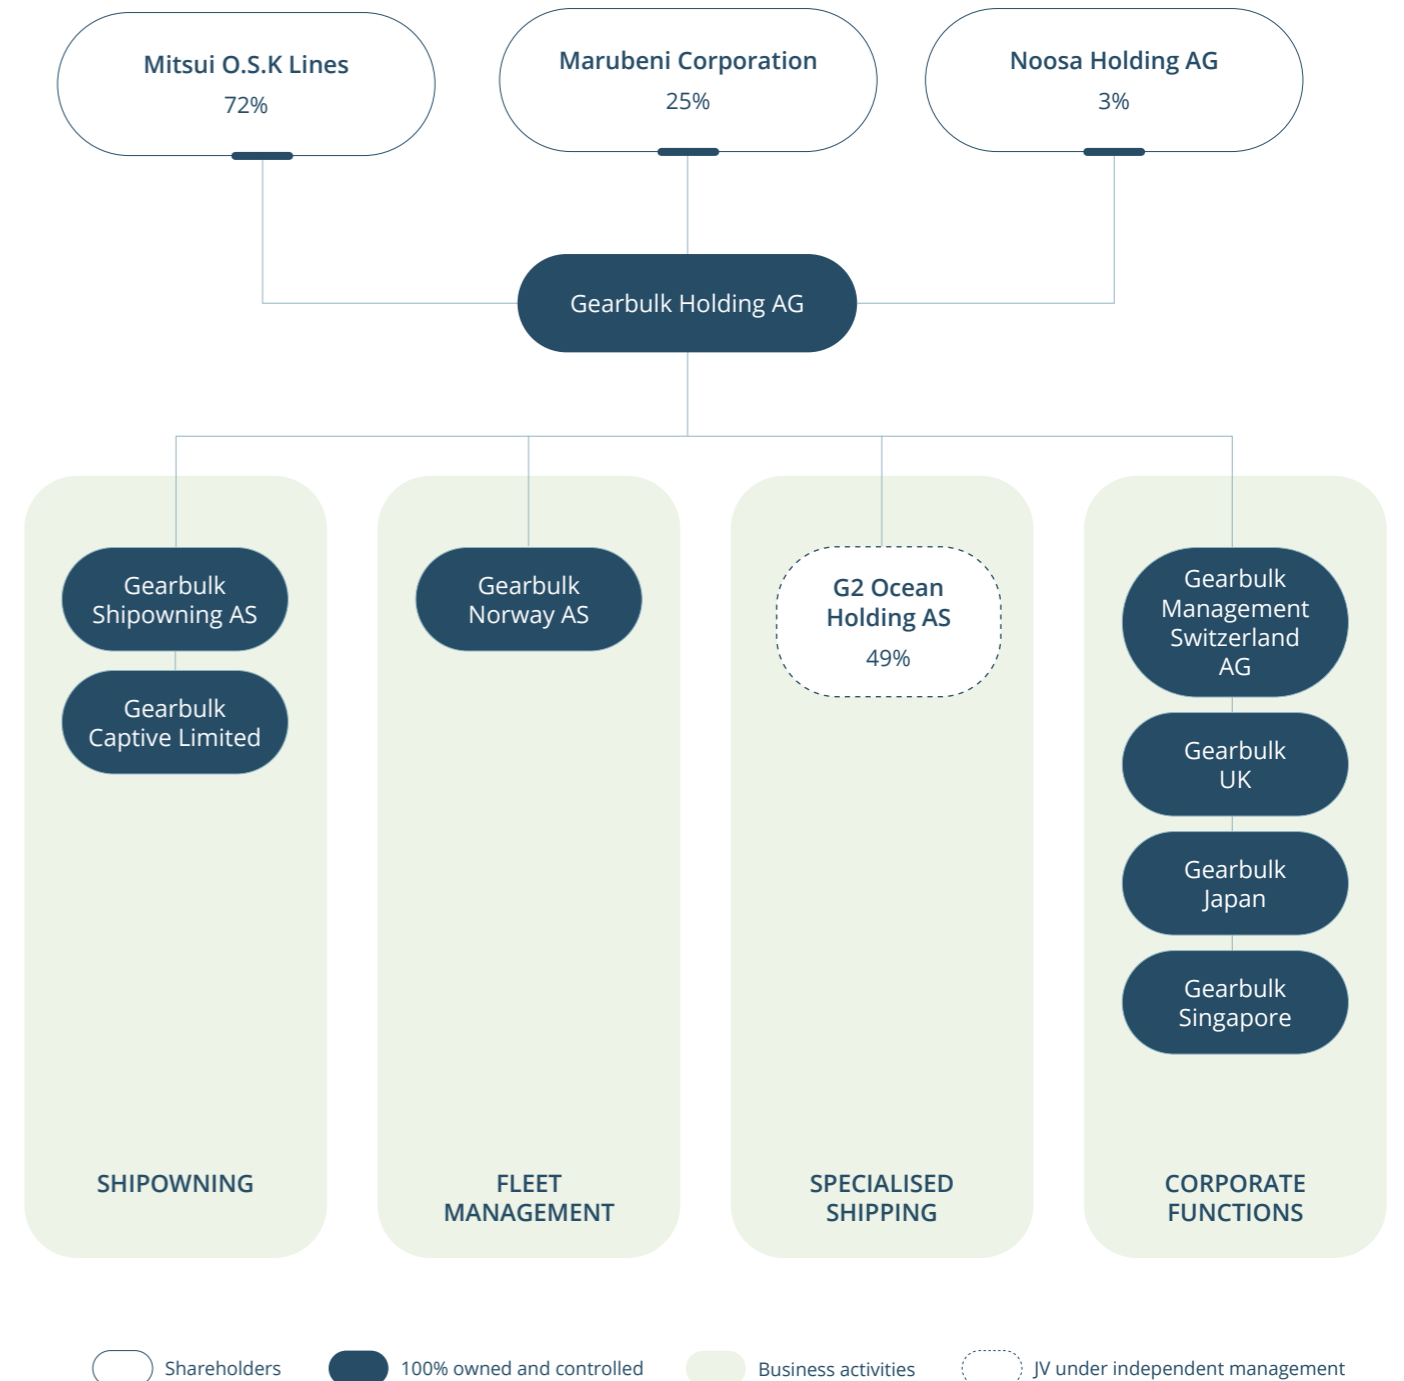 Mitsui O.S.K Lines
72%
Marubeni Corporation
25%
Noosa Holding AG
3%
Gearbulk Holding AG
Gearbulk
Shipowning AS
Gearbulk
Captive Limited
SHIPOWNING
Gearbulk
Norway AS
FLEET
MANAGEMENT
G2 Ocean
Holding AS
49%
SPECIALISED
SHIPPING
Gearbulk
Management
Switzerland
AG
Gearbulk
UK
Gearbulk
Japan
Gearbulk
Singapore
CORPORATE
FUNCTIONS
Shareholders
100% owned and controlled
Business activities
JV under independent management